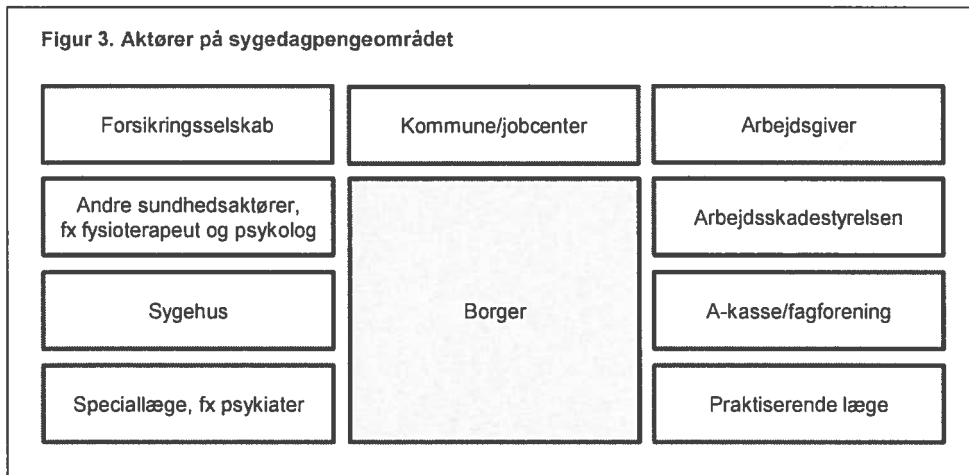 Figur 3. Aktører på sygedagpengeområdet
Forsikringsselskab
Kommune/jobcenter
Arbejdsgiver
Andre sundhedsaktører,
fx fysioterapeut og psykolog
Arbejdsskadestyrelsen
Sygehus
Borger
A-kasse/fagforening
Speciallæge, fx psykiater
Praktiserende læge